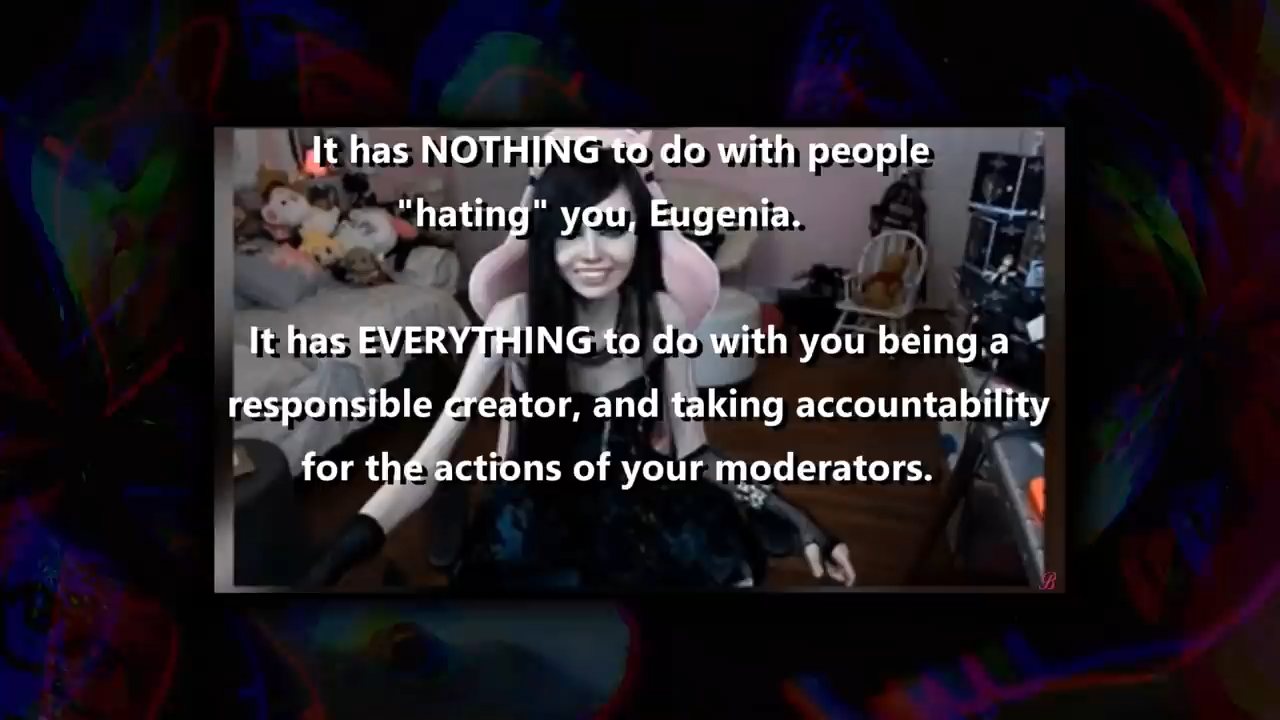 It has NOTHING to do with people
"hating" you, Eugenia.
It has EVERYTHING to do with you being a
responsible creator, and taking accountability
for the actions of your moderators.
B